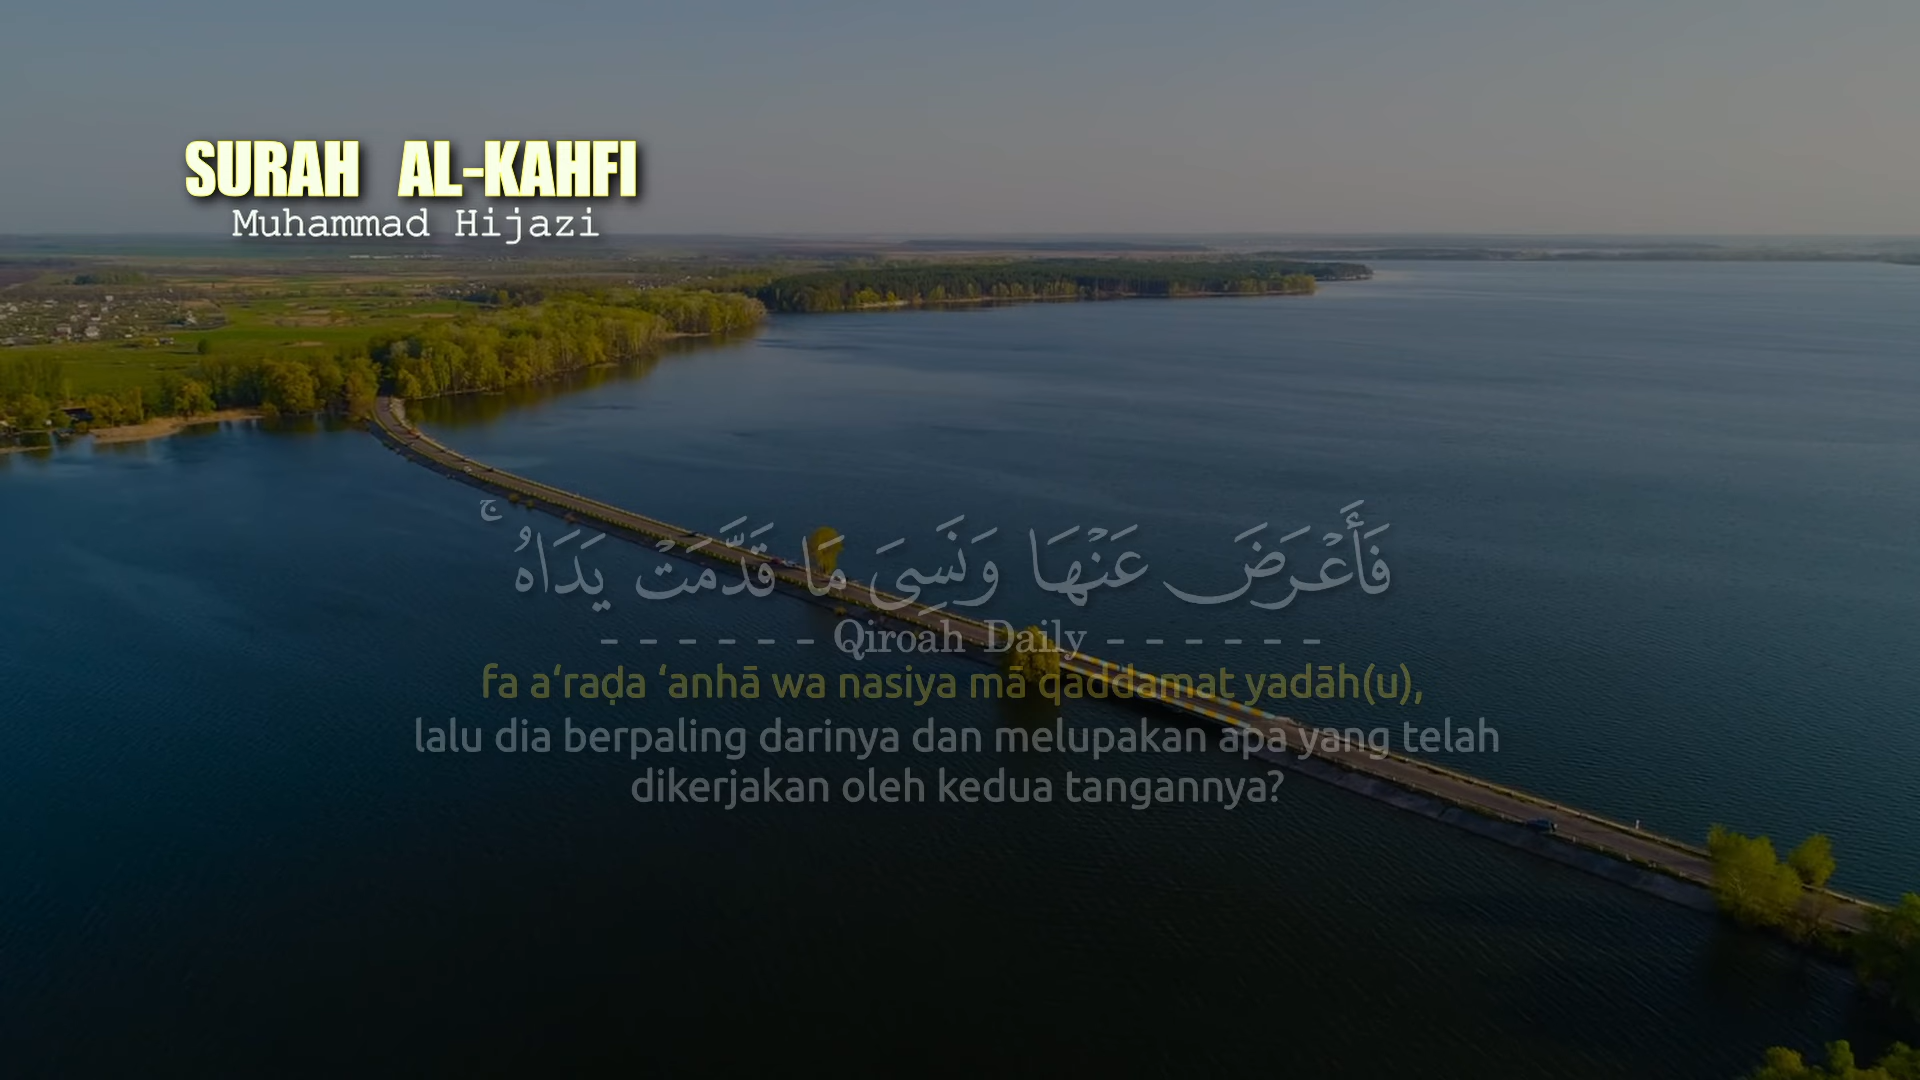 SURAH AL-KAHFI
Muhammad Hijazi
فَأَعْرَضَ عَنْهَا وَنَسِىَ مَا قَدَّمَتْ يَدَاهُ ۚ
- - - - - - Qiroah Daily - - - - - -
fa a‘raḍa ‘anhā wa nasiya mā qaddamat yadāh(u),
lalu dia berpaling darinya dan melupakan apa yang telah
dikerjakan oleh kedua tangannya?